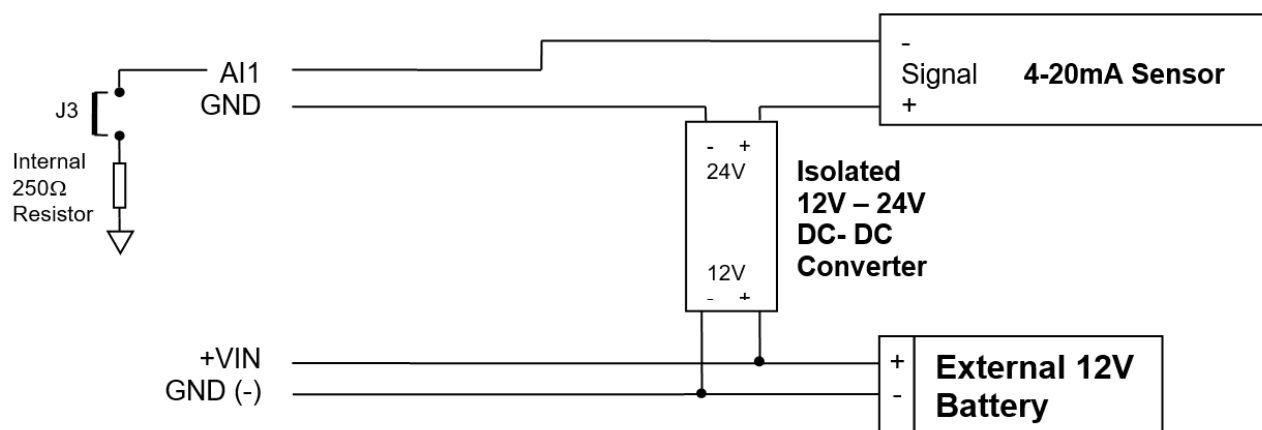 AI1
GND
J3
Internal
250Ω
Resistor
-
Signal
+
4-20mA Sensor
- +
24V
12V
- +
Isolated
12V – 24V
DC- DC
Converter
+VIN
GND (-)
+
-
External 12V
Battery